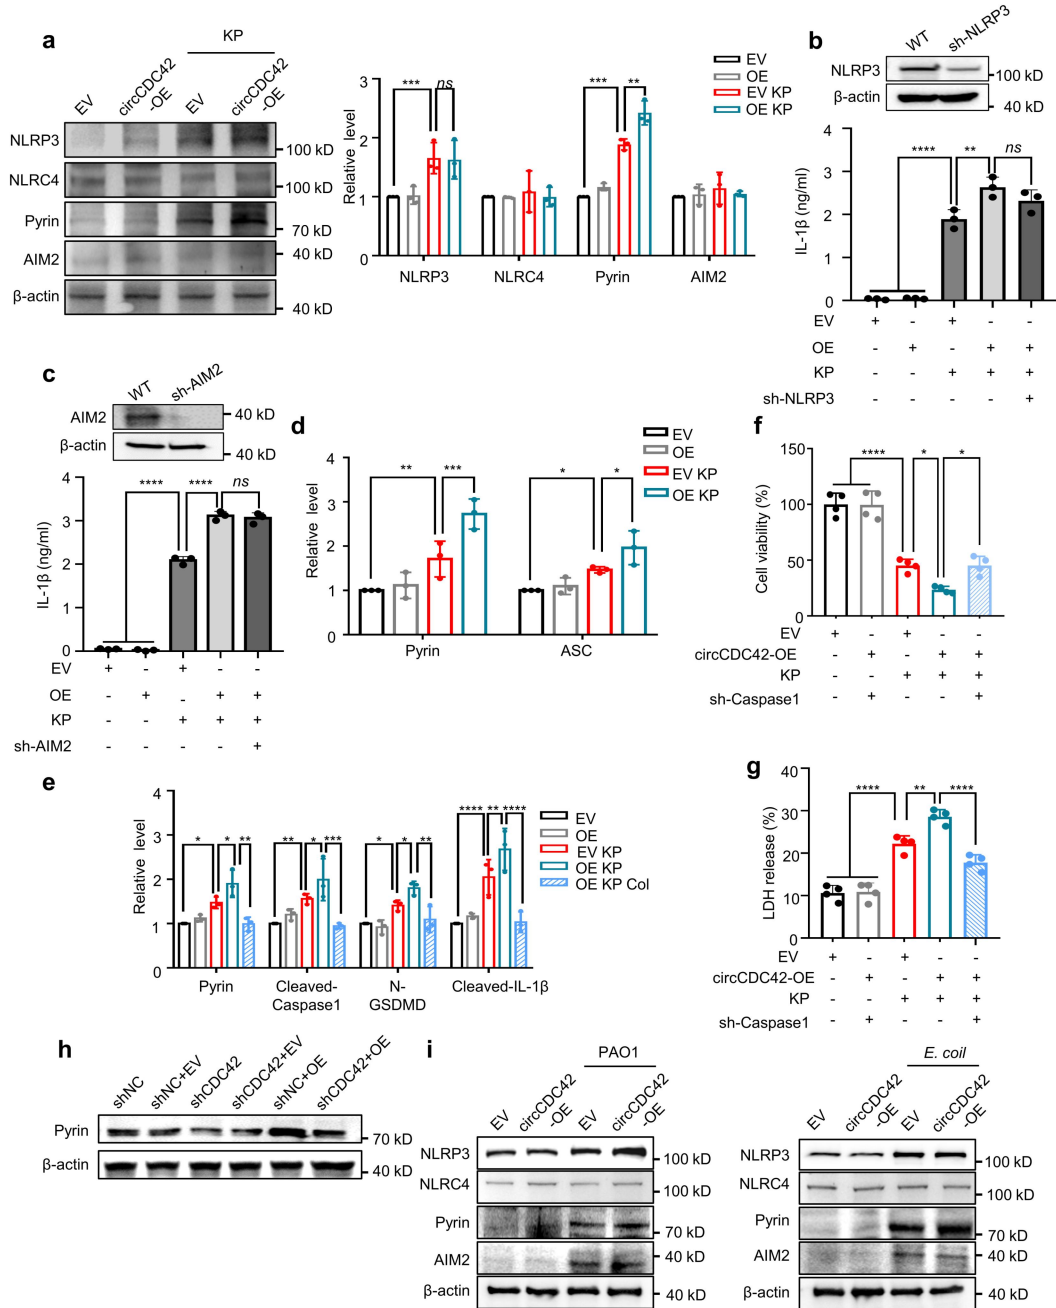 a
KP
EV
circCDC42
-OE
EV
circCDC42
-OE
NLRP3
100 kD
NLRC4
100 kD
Pyrin
70 kD
AIM2
40 kD
β-actin
40 kD
Relative level
3
2
1
0
***
ns
***
**
NLRP3
NLRC4
Pyrin
AIM2
EV
OE
EV KP
OE KP
b
WT
sh-NLRP3
NLRP3
100 kD
β-actin
40 kD
IL-1β (ng/ml)
4
3
2
1
0
****
**
ns
EV + - + - -
OE - + - + +
KP - - + + +
sh-NLRP3 - - - - +
c
WT
sh-AIM2
AIM2
40 kD
β-actin
40 kD
IL-1β (ng/ml)
4
3
2
1
0
****
****
ns
EV + - + - -
OE - + - + +
KP - - + + +
sh-AIM2 - - - - +
d
Relative level
4
3
2
1
0
**
***
*
*
Pyrin
ASC
EV
OE
EV KP
OE KP
f
Cell viability (%)
150
100
50
0
****
*
*
EV + - + - -
circCDC42-OE - + - + +
KP - - + + +
sh-Caspase1 - + - - +
e
Relative level
4
3
2
1
0
*
*
**
**
*
***
*
*
**
****
**
****
Pyrin
Cleaved-
Caspase1
N-
GSDMD
Cleaved-IL-1β
EV
OE
EV KP
OE KP
OE KP Col
g
LDH release (%)
40
30
20
10
0
****
**
****
EV + - + - -
circCDC42-OE - + - + +
KP - - + + +
sh-Caspase1 - + - - +
h
shNC
shNC+EV
shCDC42
shCDC42+EV
shNC+OE
shCDC42+OE
Pyrin
70 kD
β-actin
40 kD
i
PAO1
EV
circCDC42
-OE
EV
circCDC42
-OE
NLRP3
100 kD
NLRC4
100 kD
Pyrin
70 kD
AIM2
40 kD
β-actin
40 kD
E. coil
EV
circCDC42
-OE
EV
circCDC42
-OE
NLRP3
100 kD
NLRC4
100 kD
Pyrin
70 kD
AIM2
40 kD
β-actin
40 kD